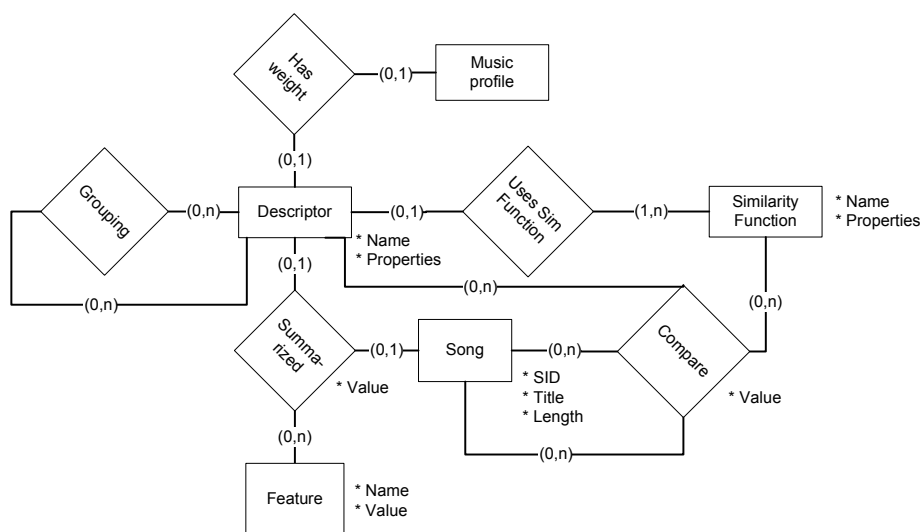 Has
weight
(0,1)
Music
profile
(0,1)
Grouping
(0,n)
Descriptor
(0,1)
Uses Sim
Function
(1,n)
Similarity
Function
* Name
* Properties
* Name
* Properties
(0,1)
(0,n)
(0,n)
(0,n)
Summa-
rized
(0,1)
Song
(0,n)
Compare
* Value
* SID
* Title
* Length
* Value
(0,n)
(0,n)
Feature
* Name
* Value